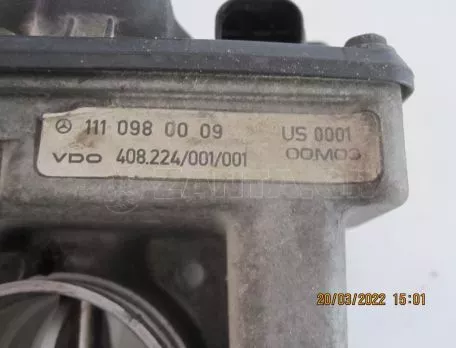 111 098 00 09 US 0001
VDO 408.224/001/001
20/03/2022 15:01